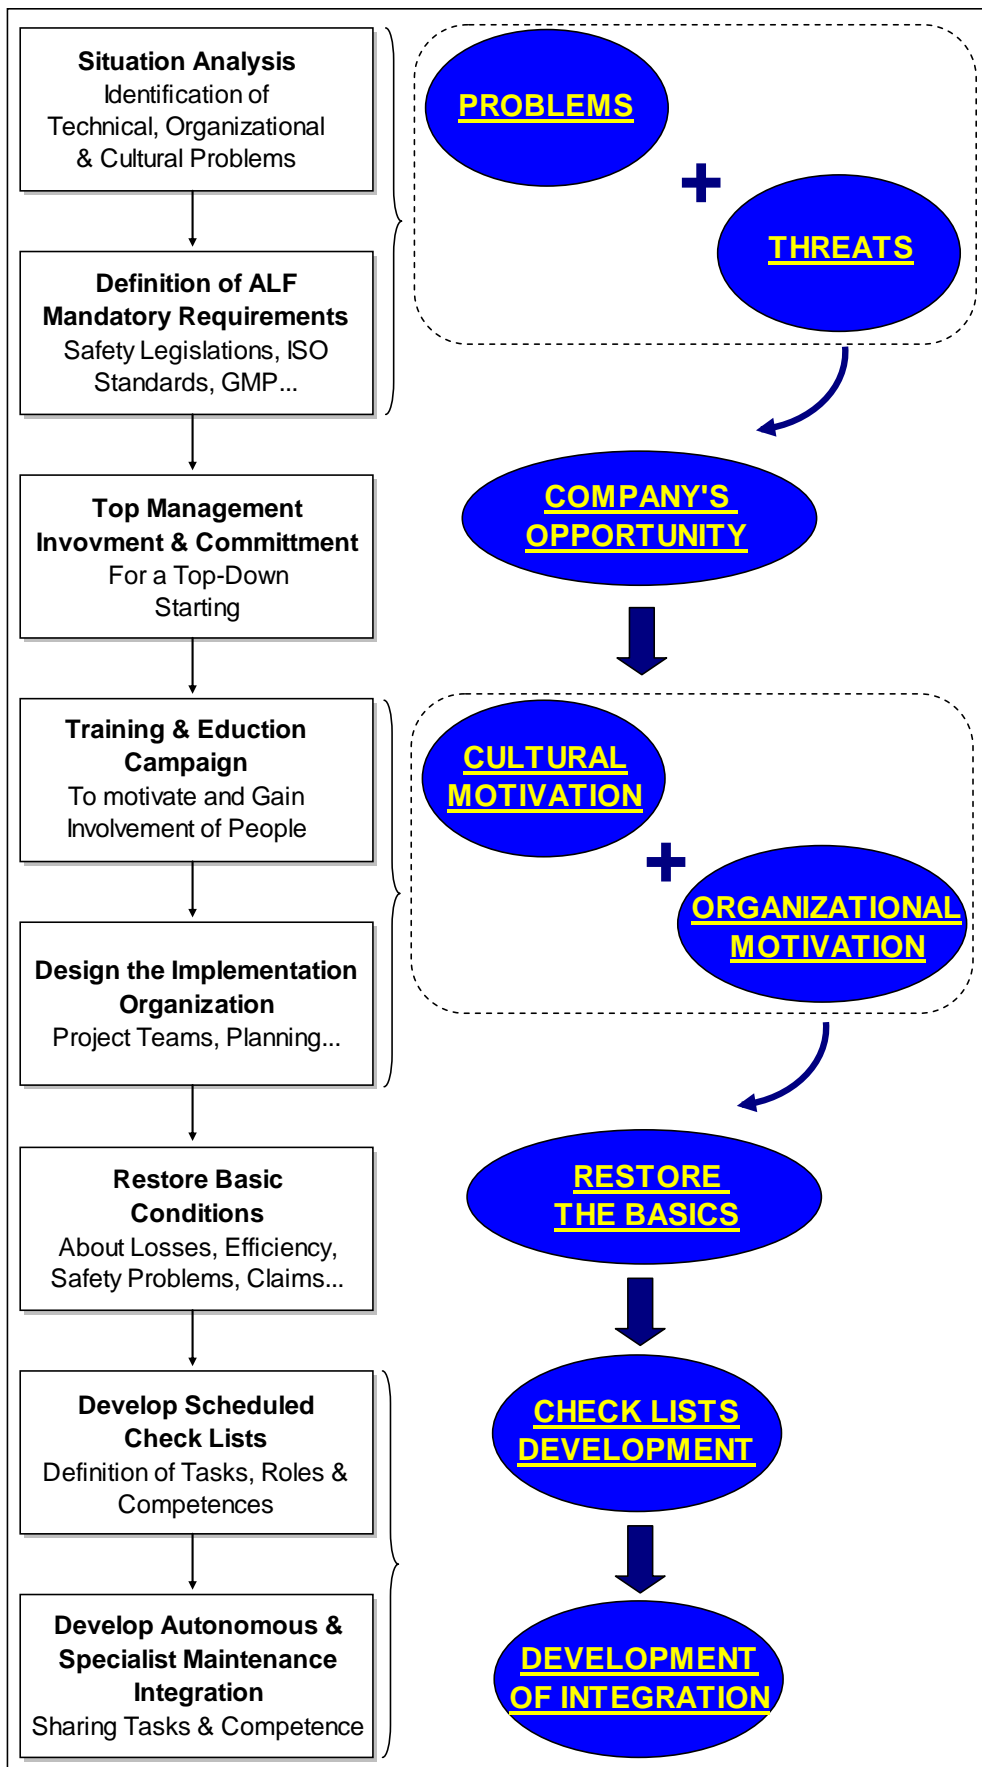 Situation Analysis
Identification of
Technical, Organizational
& Cultural Problems
Definition of ALF
Mandatory Requirements
Safety Legislations, ISO
Standards, GMP...
Top Management
Invovment & Committment
For a Top-Down
Starting
Training & Eduction
Campaign
To motivate and Gain
Involvement of People
Design the Implementation
Organization
Project Teams, Planning...
Restore Basic
Conditions
About Losses, Efficiency,
Safety Problems, Claims...
Develop Scheduled
Check Lists
Definition of Tasks, Roles &
Competences
Develop Autonomous &
Specialist Maintenance
Integration
Sharing Tasks & Competence
PROBLEMS
+
THREATS
COMPANY'S
OPPORTUNITY
CULTURAL
MOTIVATION
+
ORGANIZATIONAL
MOTIVATION
RESTORE
THE BASICS
CHECK LISTS
DEVELOPMENT
DEVELOPMENT
OF INTEGRATION